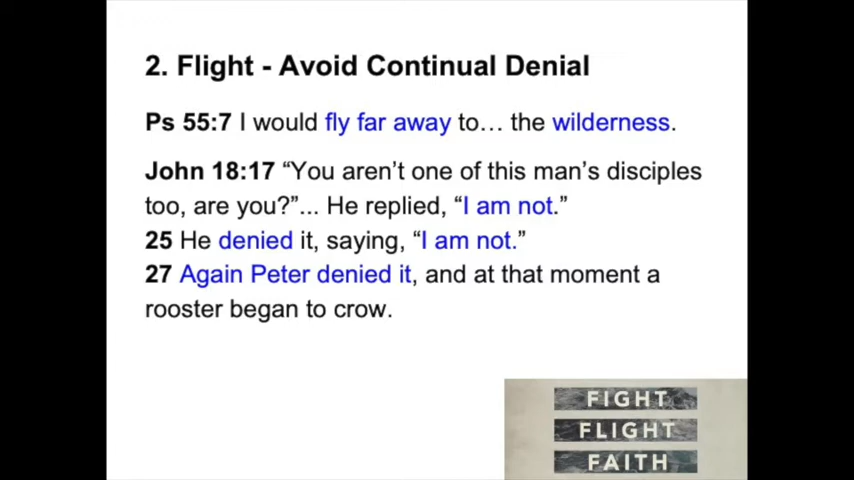 2. Flight - Avoid Continual Denial
Ps 55:7 I would fly far away to… the wilderness.
John 18:17 “You aren’t one of this man’s disciples
too, are you?”... He replied, “I am not.”
25 He denied it, saying, “I am not.”
27 Again Peter denied it, and at that moment a
rooster began to crow.
FIGHT
FLIGHT
FAITH